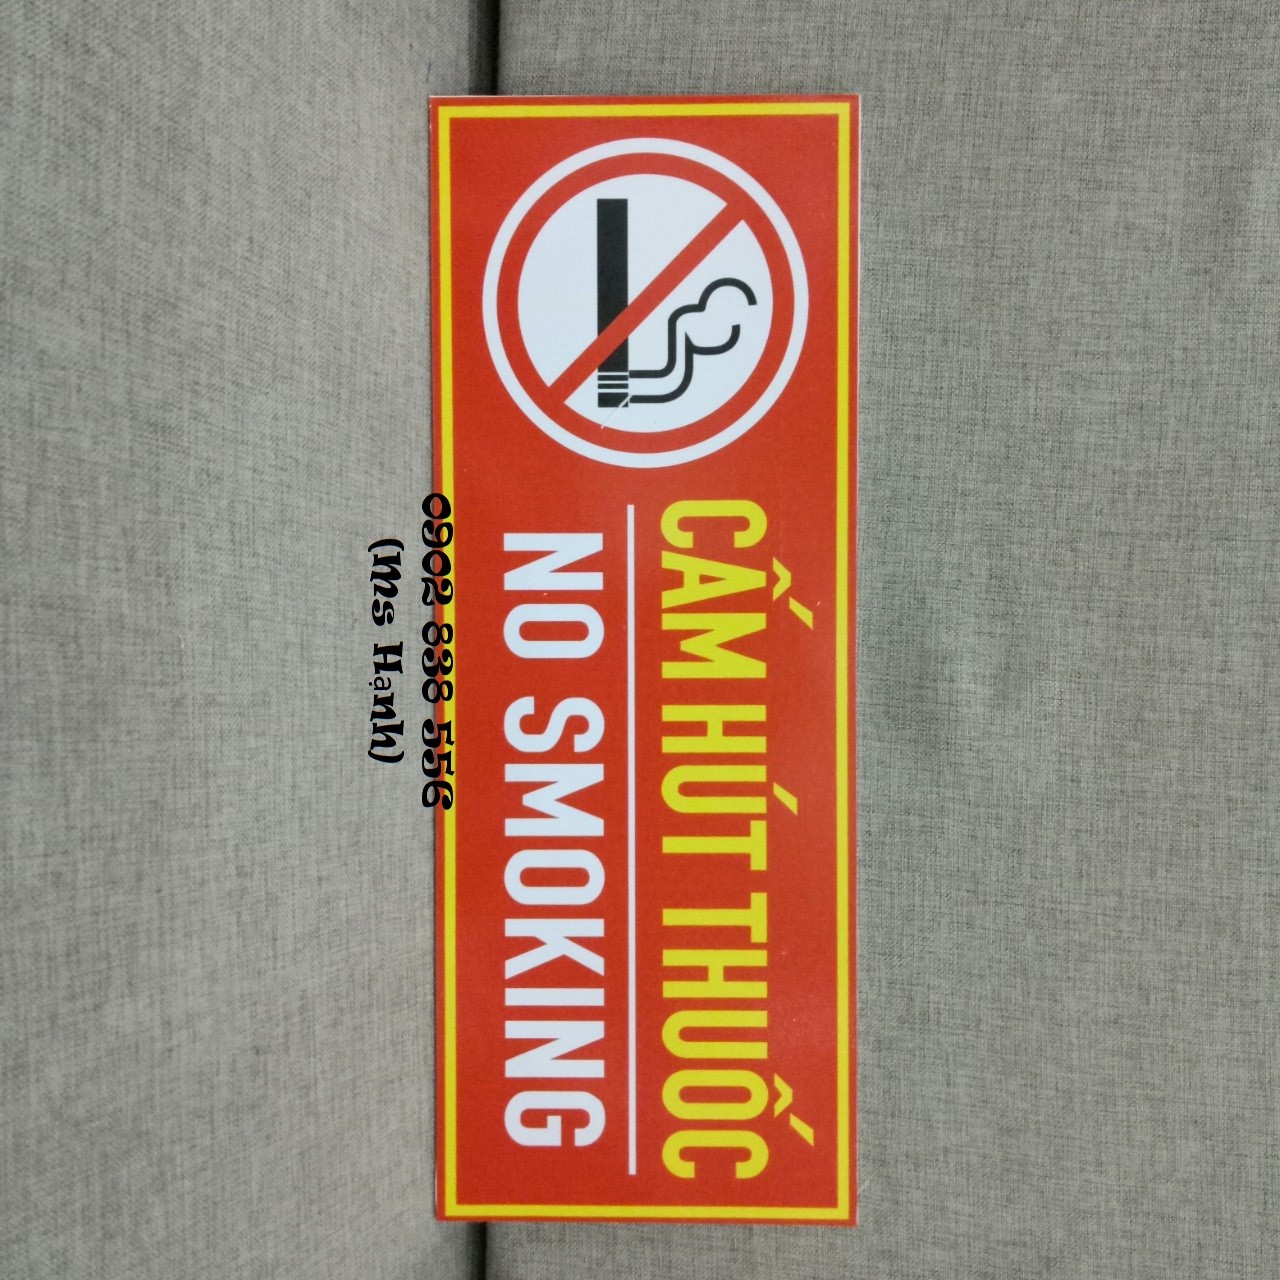 CẤM HÚT THUỐC
NO SMOKING
0902 838 556
(Ms Hạnh)